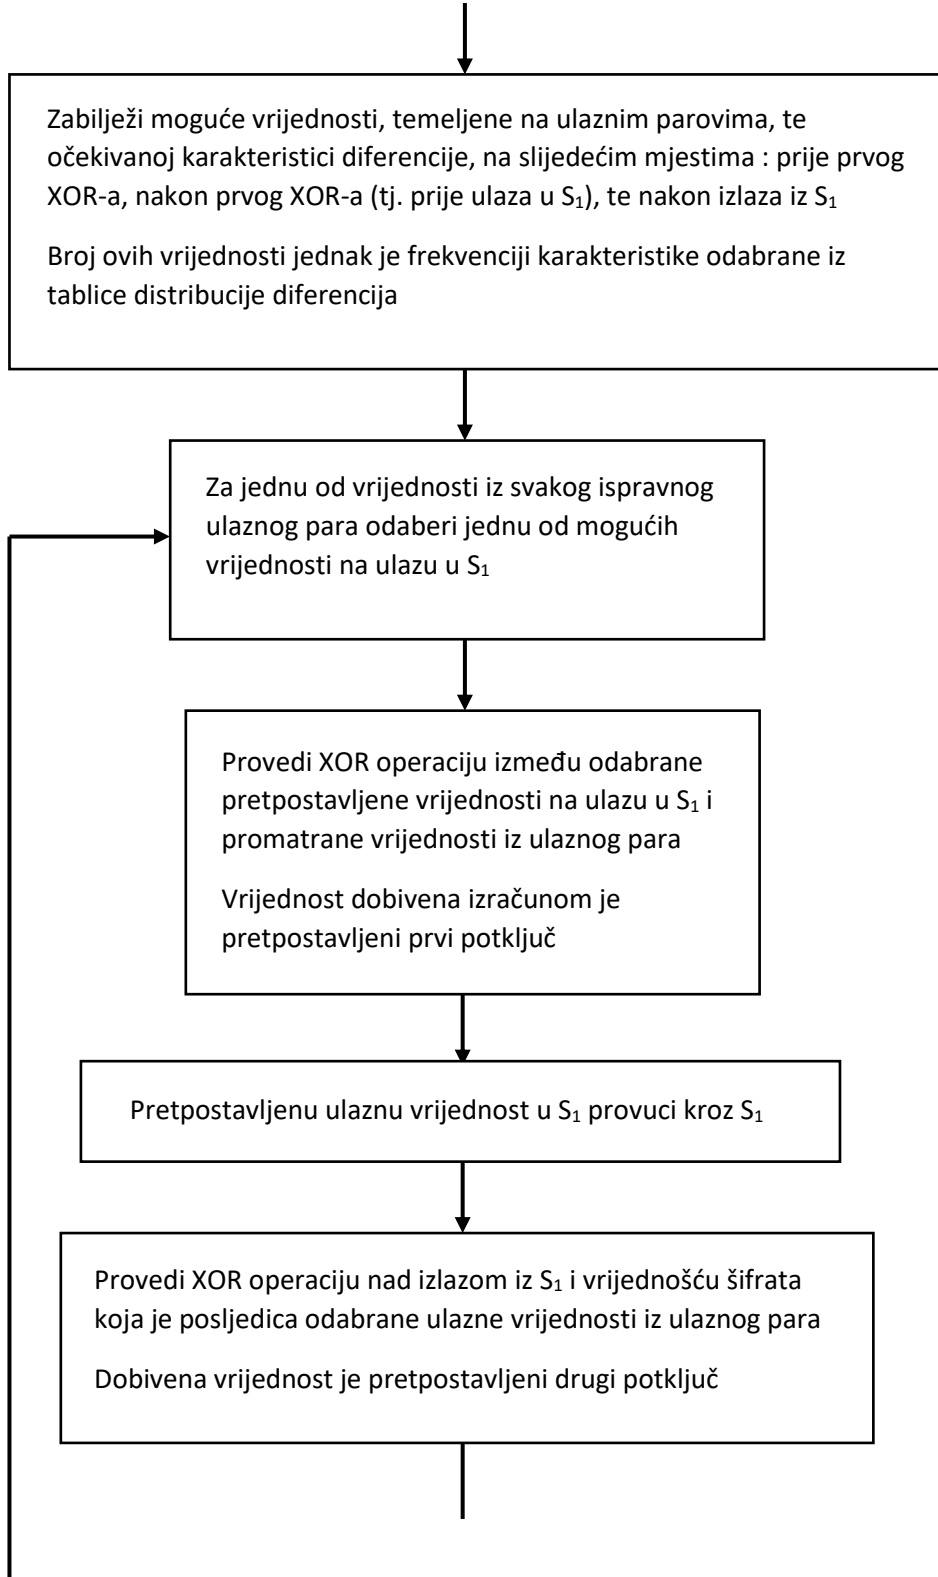 Zabilježi moguće vrijednosti, temeljene na ulaznim parovima, te
očekivanoj karakteristici diferencije, na slijedećim mjestima : prije prvog
XOR-a, nakon prvog XOR-a (tj. prije ulaza u S₁), te nakon izlaza iz S₁
Broj ovih vrijednosti jednak je frekvenciji karakteristike odabrane iz
tablice distribucije diferencija
Za jednu od vrijednosti iz svakog ispravnog
ulaznog para odaberi jednu od mogućih
vrijednosti na ulazu u S₁
Provedi XOR operaciju između odabrane
pretpostavljene vrijednosti na ulazu u S₁ i
promatrane vrijednosti iz ulaznog para
Vrijednost dobivena izračunom je
pretpostavljeni prvi potključ
Pretpostavljenu ulaznu vrijednost u S₁ provuci kroz S₁
Provedi XOR operaciju nad izlazom iz S₁ i vrijednošću šifrata
koja je posljedica odabrane ulazne vrijednosti iz ulaznog para
Dobivena vrijednost je pretpostavljeni drugi potključ